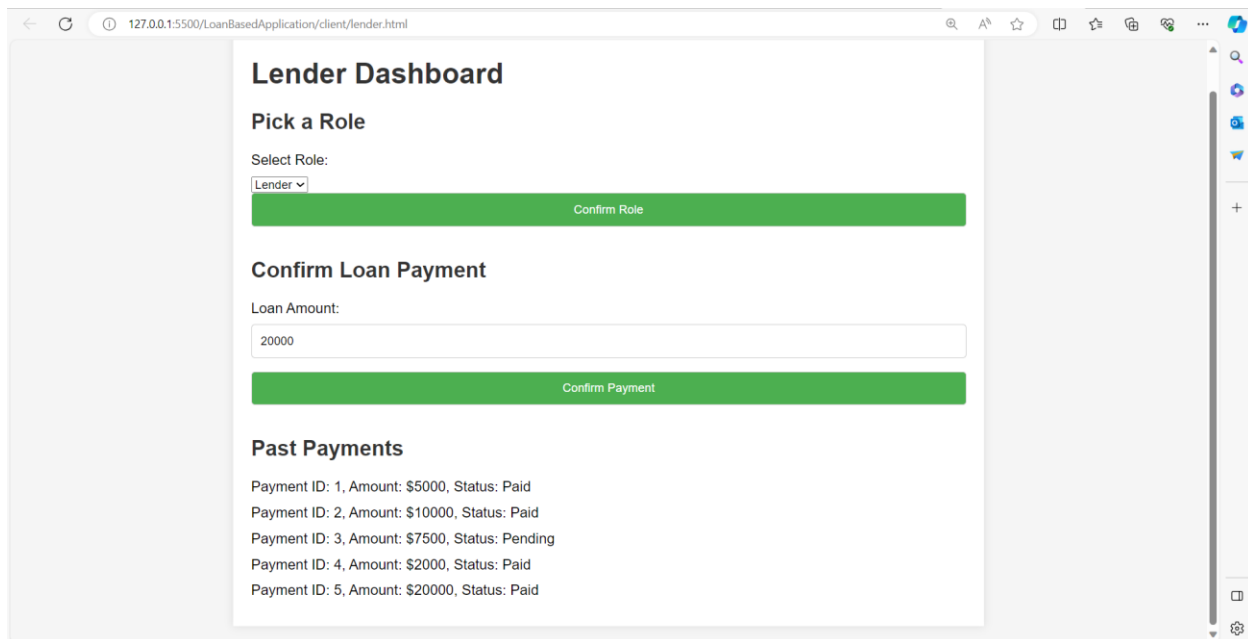 127.0.0.1:5500/LoanBasedApplication/client/lender.html
Lender Dashboard
Pick a Role
Select Role:
Lender
Confirm Role
Confirm Loan Payment
Loan Amount:
20000
Confirm Payment
Past Payments
Payment ID: 1, Amount: $5000, Status: Paid
Payment ID: 2, Amount: $10000, Status: Paid
Payment ID: 3, Amount: $7500, Status: Pending
Payment ID: 4, Amount: $2000, Status: Paid
Payment ID: 5, Amount: $20000, Status: Paid